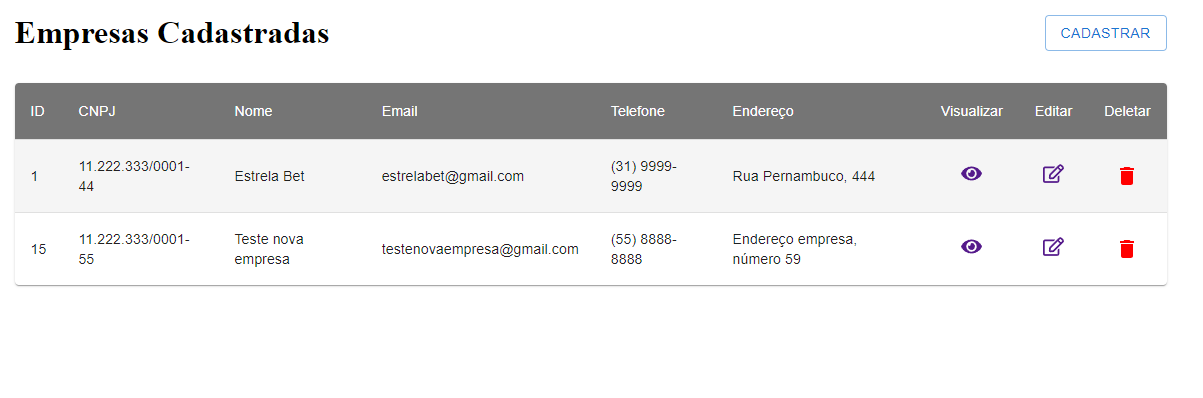 Empresas Cadastradas
CADASTRAR
ID CNPJ Nome Email Telefone Endereço Visualizar Editar Deletar
1 11.222.333/0001-44 Estrela Bet estrelabet@gmail.com (31) 9999-9999 Rua Pernambuco, 444
15 11.222.333/0001-55 Teste nova empresa testenovaempresa@gmail.com (55) 8888-8888 Endereço empresa, número 59